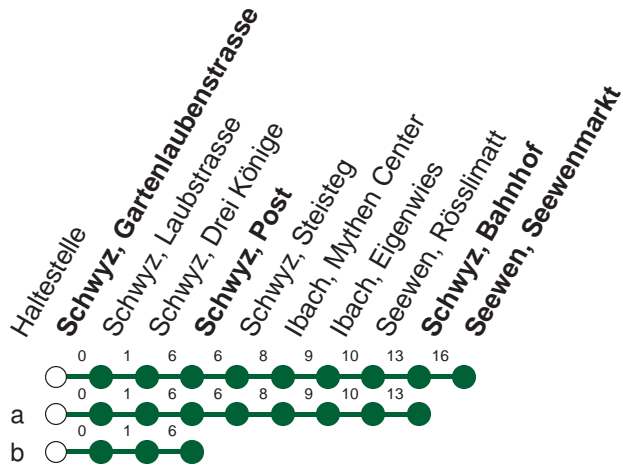 Haltestelle
Schwyz, Gartenlaubenstrasse
Schwyz, Laubstrasse
Schwyz, Drei Könige
Schwyz, Post
Schwyz, Steisteg
Ibach, Mythen Center
Ibach, Eigenwies
Seewen, Rösslimatt
Schwyz, Bahnhof
Seewen, Seewenmarkt
0 1 6 6 8 9 10 13 16
a 0 1 6 6 8 9 10 13
b 0 1 6